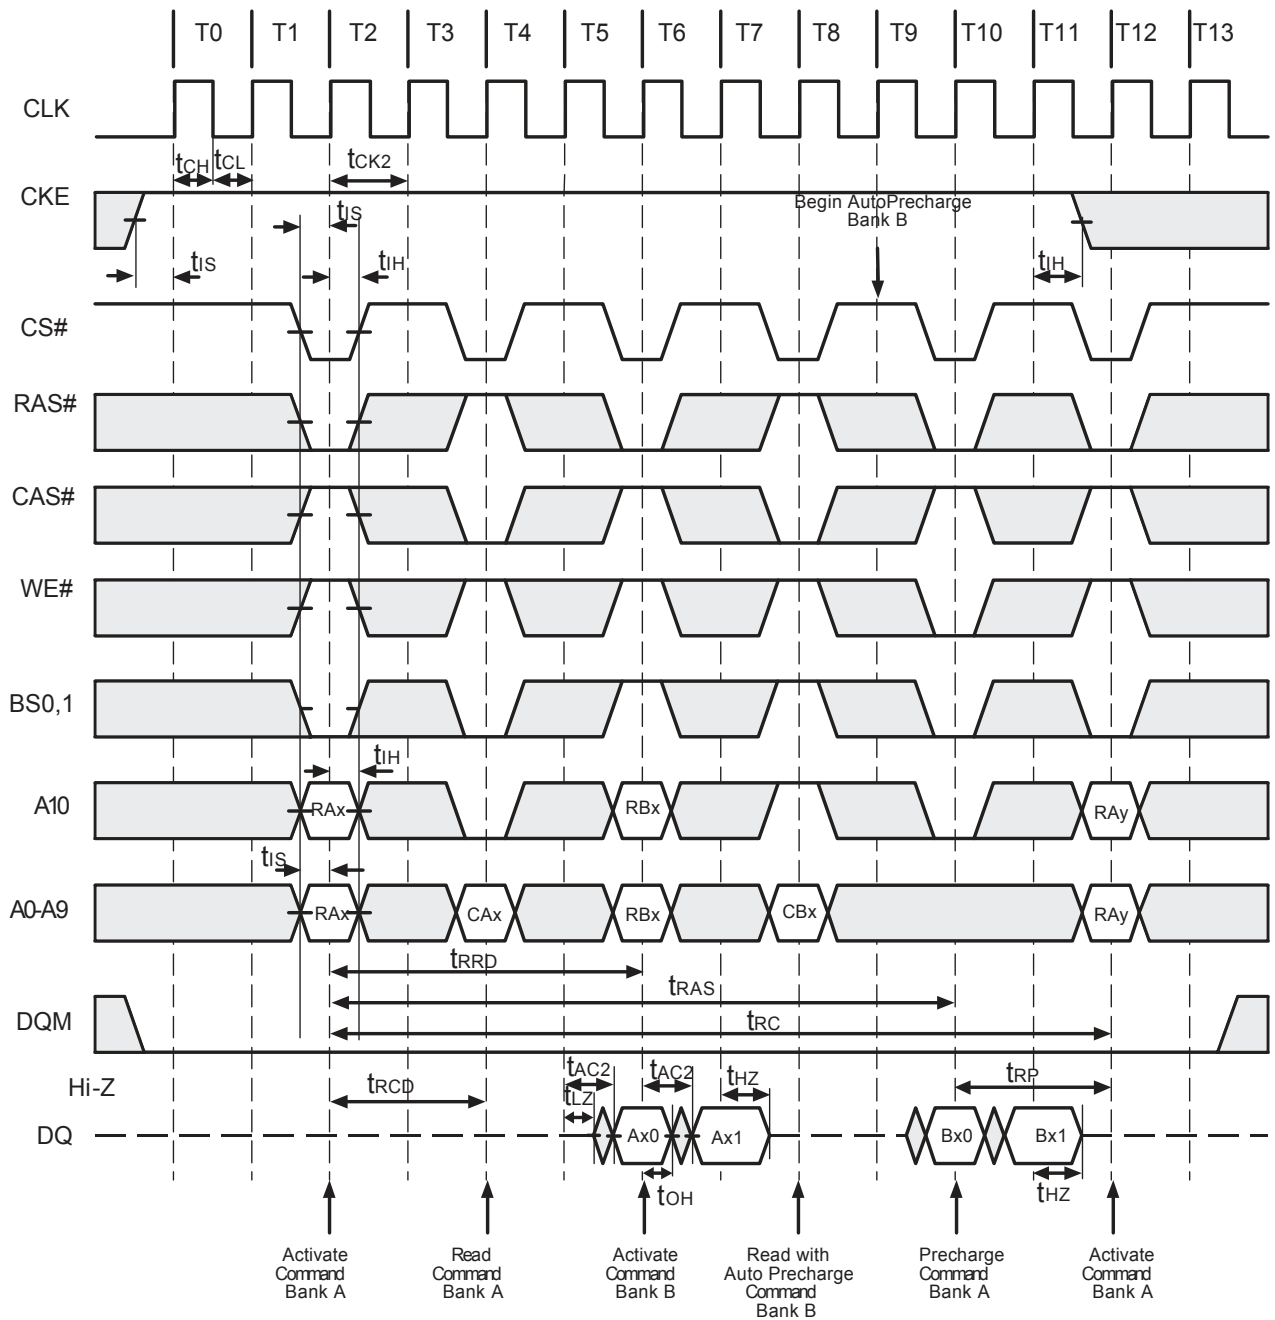 T0 T1 T2 T3 T4 T5 T6 T7 T8 T9 T10 T11 T12 T13
CLK
tCH tCL tCK2
CKE
tIS
Begin AutoPrecharge
Bank B
tIS tIH tIH
CS#
RAS#
CAS#
WE#
BS0,1
tIH
A10 RAx RBx RAy
tIS
A0-A9 RAx CAx RBx CBx RAy
tRRD
tRAS
DQM tRC
Hi-Z tRCD tAC2 tAC2 tHZ tRP
tLZ
DQ Ax0 Ax1 Bx0 Bx1
tOH tHZ
Activate
Command
Bank A
Read
Command
Bank A
Activate
Command
Bank B
Read with
Auto Precharge
Command
Bank B
Precharge
Command
Bank A
Activate
Command
Bank A